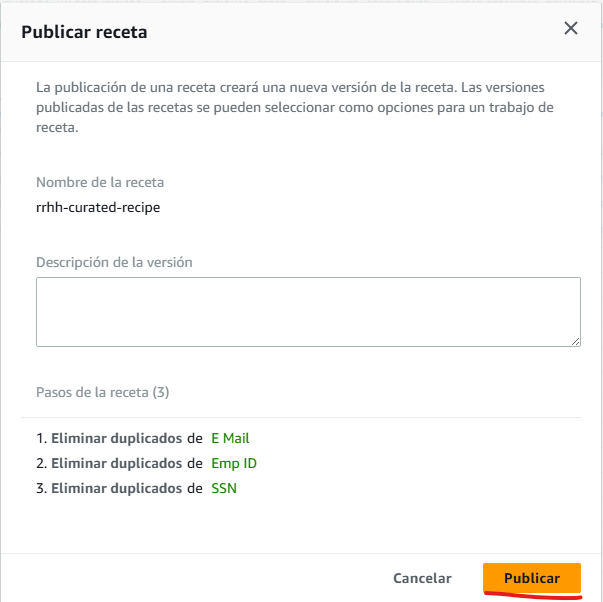 Publicar receta
La publicación de una receta creará una nueva versión de la receta. Las versiones
publicadas de las recetas se pueden seleccionar como opciones para un trabajo de
receta.
Nombre de la receta
rrhh-curated-recipe
Descripción de la versión
Pasos de la receta (3)
1. Eliminar duplicados de E Mail
2. Eliminar duplicados de Emp ID
3. Eliminar duplicados de SSN
Cancelar Publicar